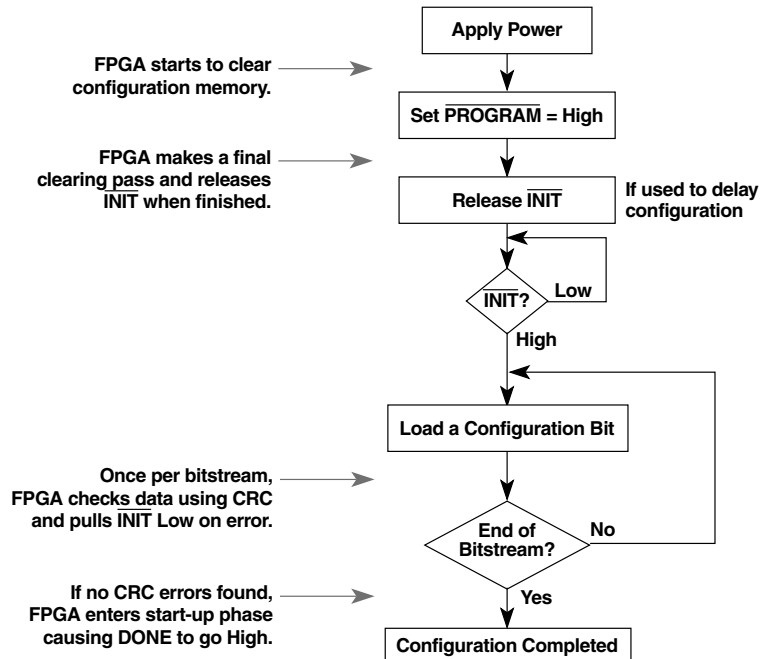 Apply Power
FPGA starts to clear
configuration memory.
Set PROGRAM = High
FPGA makes a final
clearing pass and releases
INIT when finished.
Release INIT
If used to delay
configuration
INIT?
Low
High
Load a Configuration Bit
Once per bitstream,
FPGA checks data using CRC
and pulls INIT Low on error.
End of
Bitstream?
No
Yes
If no CRC errors found,
FPGA enters start-up phase
causing DONE to go High.
Configuration Completed